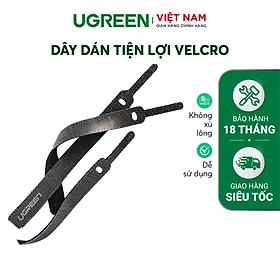 UGREEN
VIỆT NAM
GIAN HÀNG CHÍNH HÃNG
DÂY DÁN TIỆN LỢI VELCRO
Không
xù
lông
Dễ
sử dụng
BẢO HÀNH
18 THÁNG
GIAO HÀNG
SIÊU TỐC
UGREEN